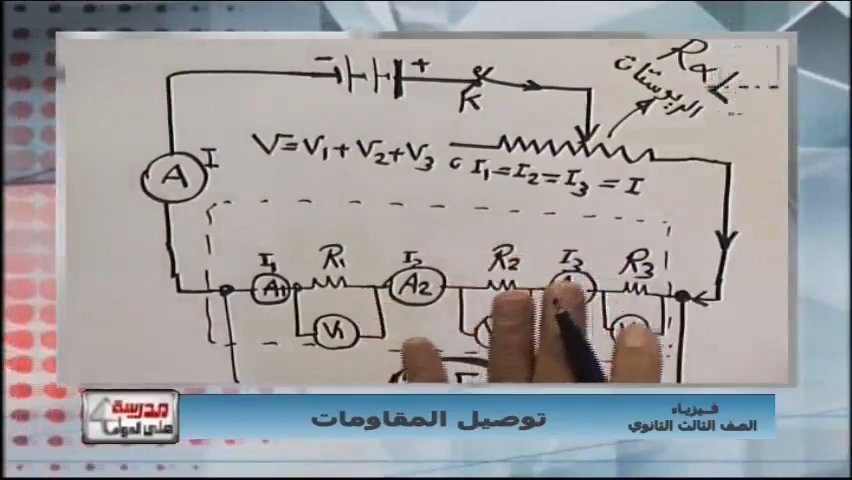 - +
K
R α L
الريوستات
A I
V = V1 + V2 + V3 ، I1 = I2 = I3 = I
I1 R1 I2 R2 I3 R3
A1 A2
V1
مدرسة
على الهواء
توصيل المقاومات
فيزياء
الصف الثالث الثانوي